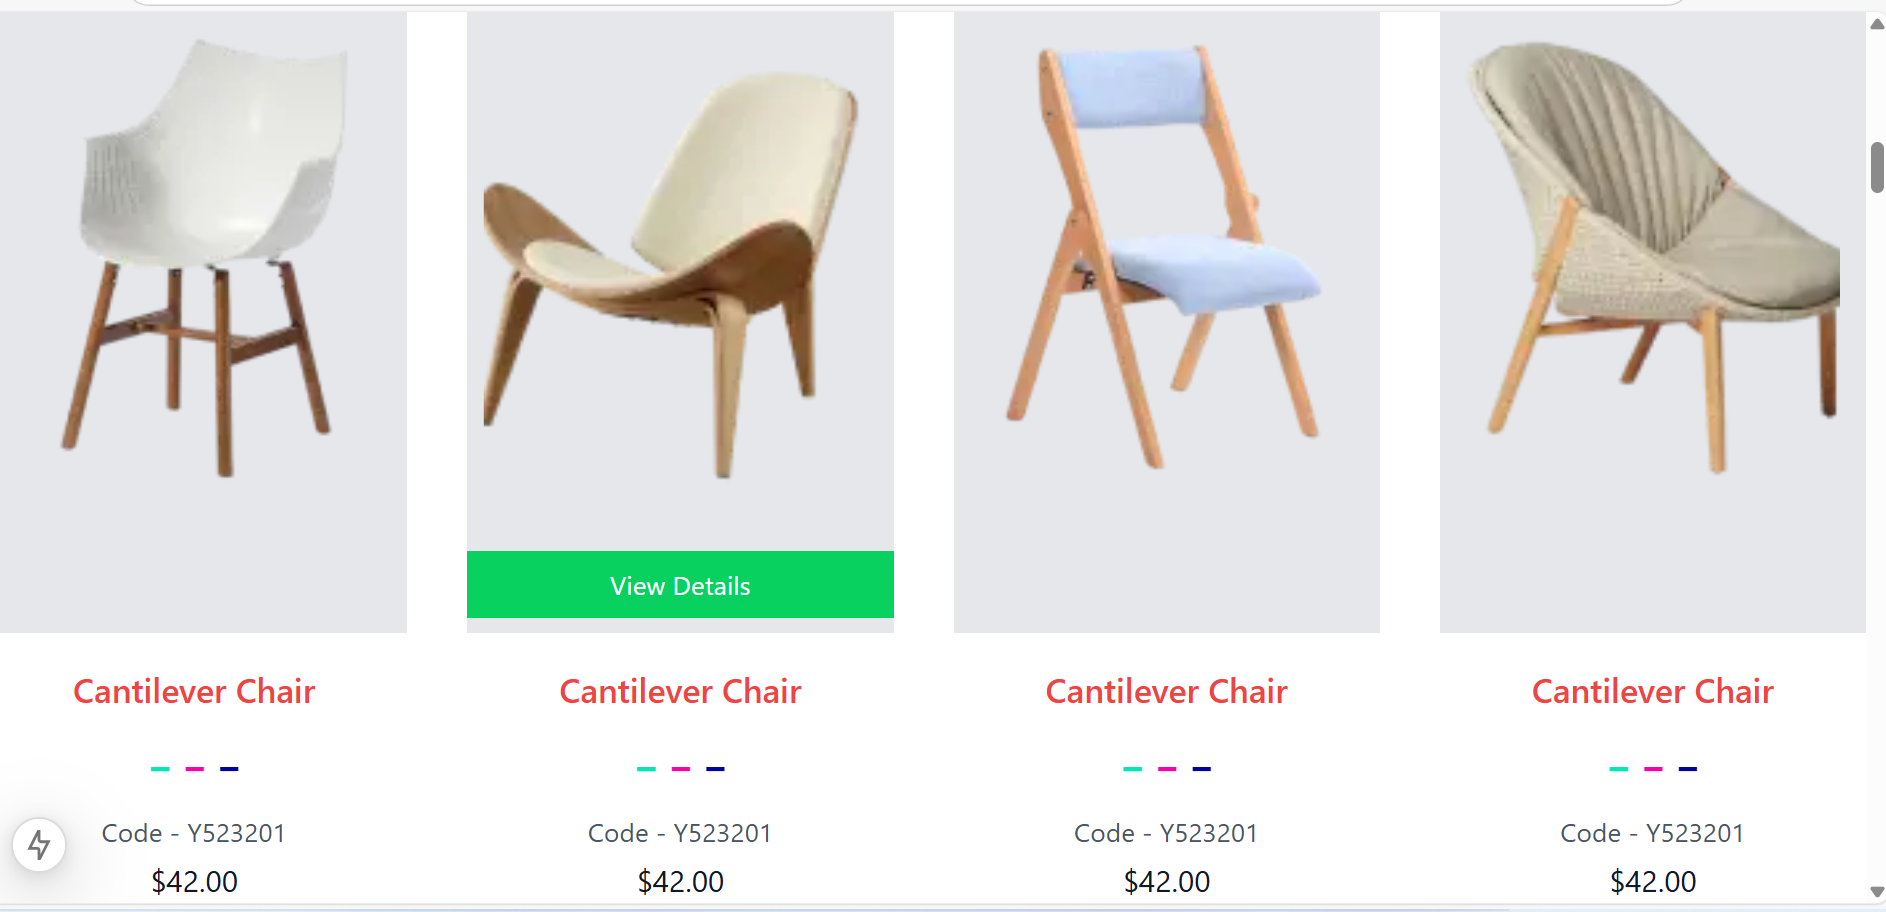 View Details
Cantilever Chair
Cantilever Chair
Cantilever Chair
Cantilever Chair
Code - Y523201
Code - Y523201
Code - Y523201
Code - Y523201
$42.00
$42.00
$42.00
$42.00